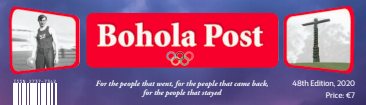 Bohola Post
For the people that went, for the people that came back,
for the people that stayed
48th Edition, 2020
Price: €7